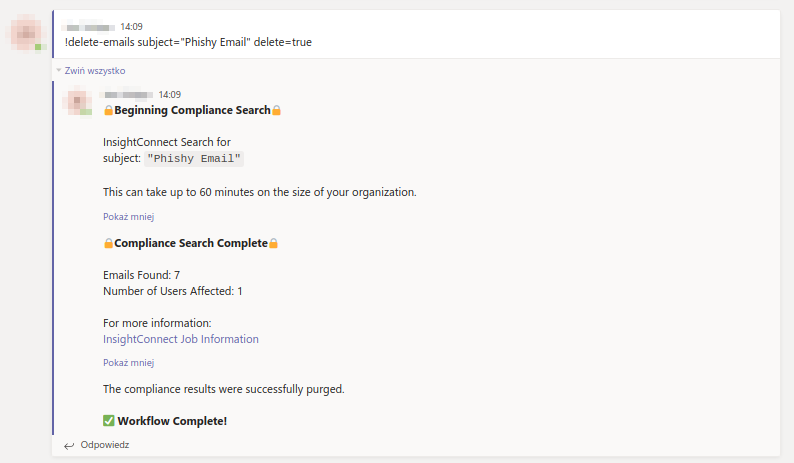 14:09
!delete-emails subject="Phishy Email" delete=true
Zwiń wszystko
14:09
🔒Beginning Compliance Search🔒
InsightConnect Search for
subject: "Phishy Email"
This can take up to 60 minutes on the size of your organization.
Pokaż mniej
🔒Compliance Search Complete🔒
Emails Found: 7
Number of Users Affected: 1
For more information:
InsightConnect Job Information
Pokaż mniej
The compliance results were successfully purged.
✅ Workflow Complete!
Odpowiedz